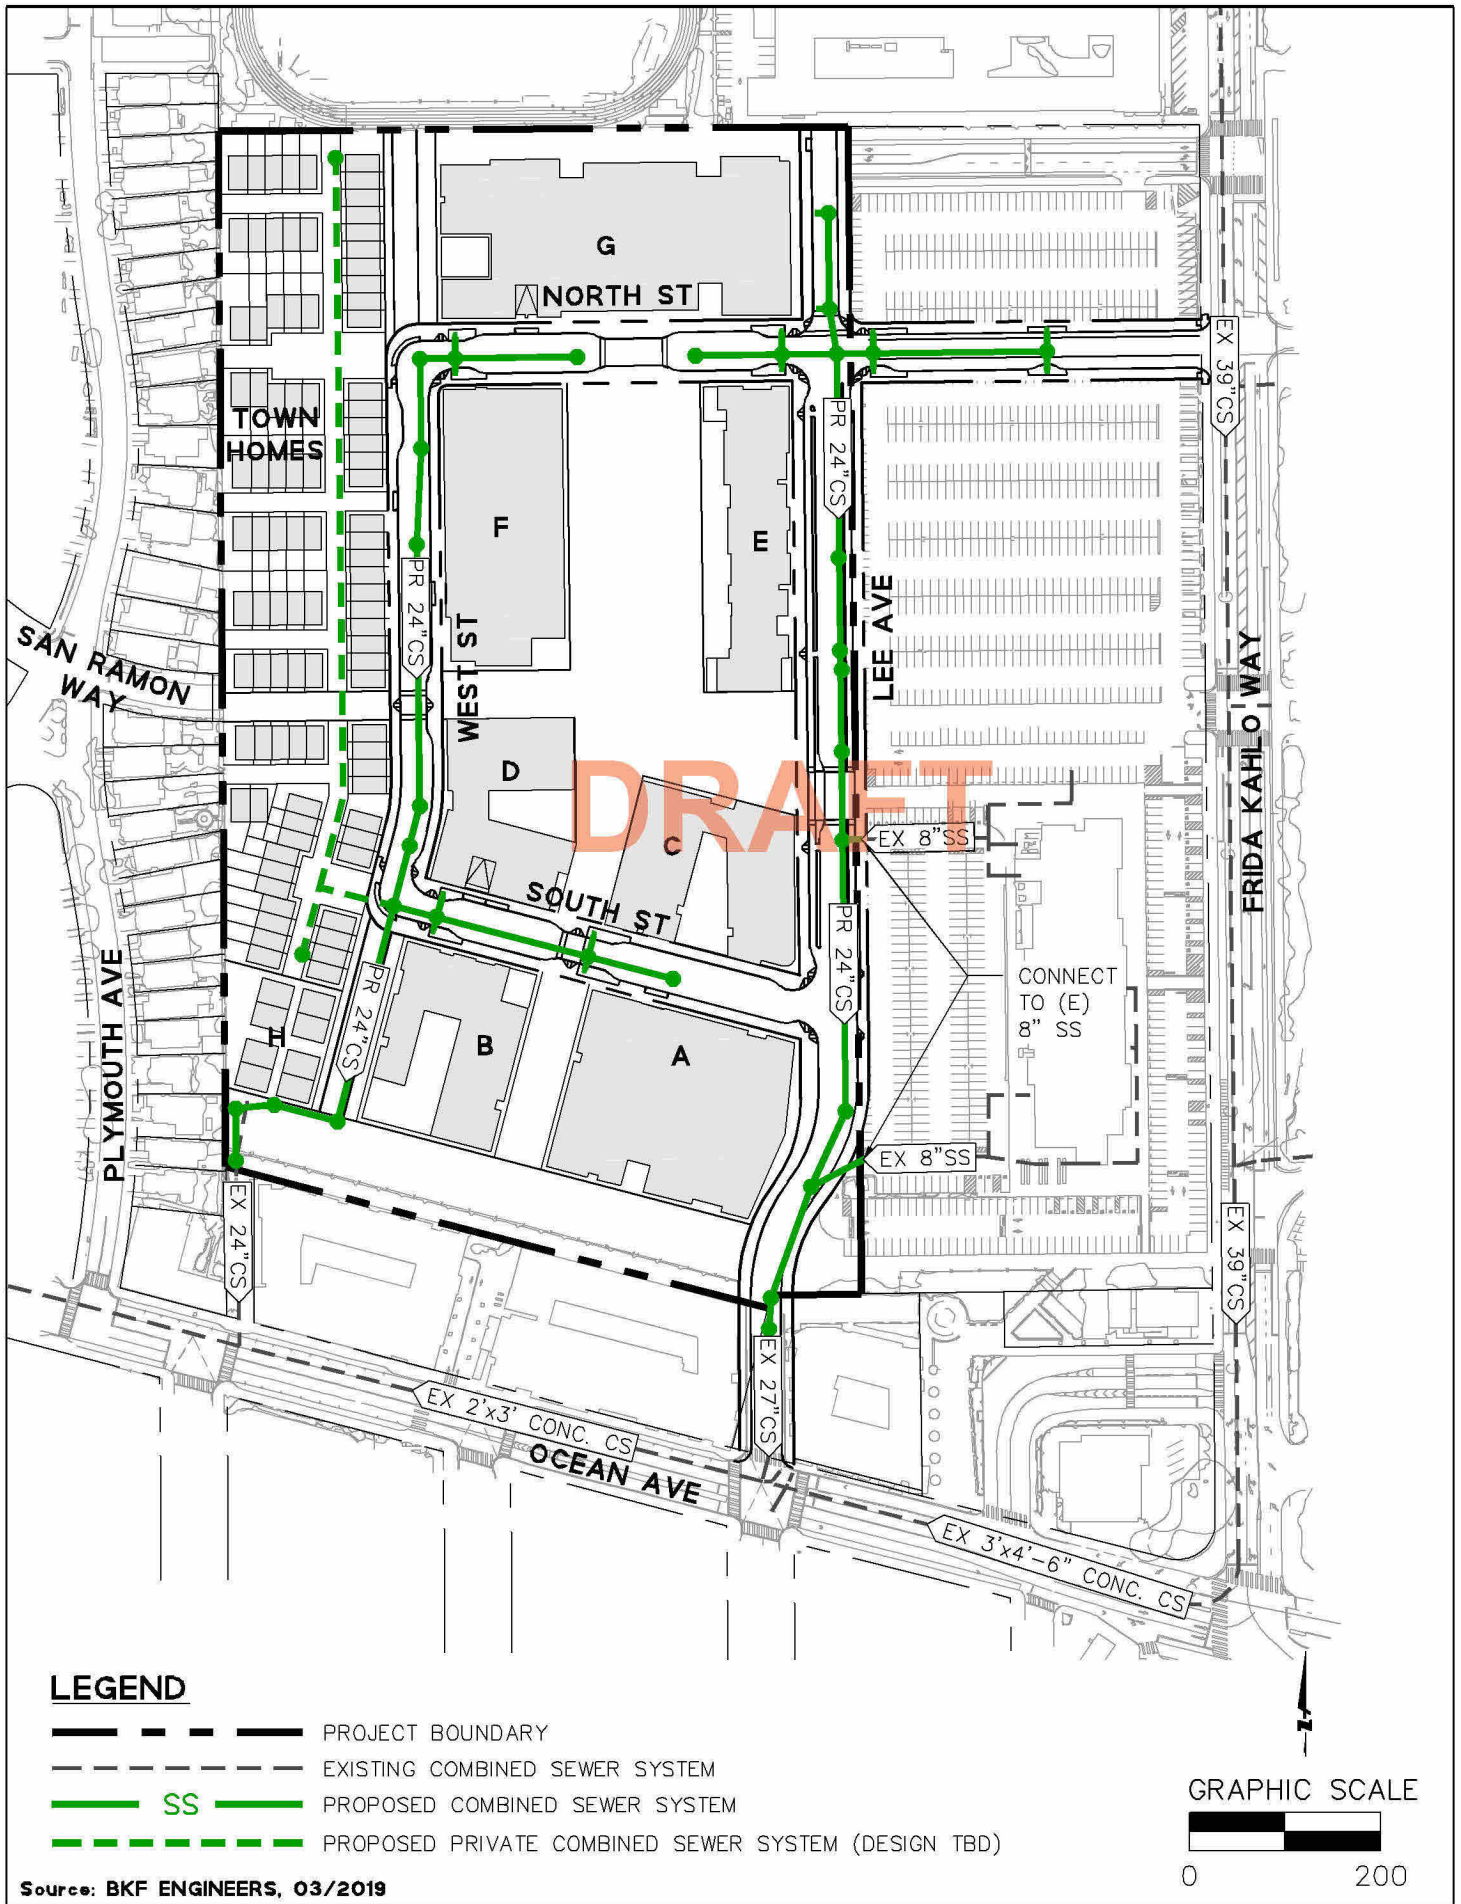 G
NORTH ST
EX 39"CS
TOWN
HOMES
PR 24"CS
F
E
PR 24"CS
LEE AVE
SAN RAMON
WAY
WEST ST
FRIDA KAHLO WAY
D
DRAFT
C
EX 8"SS
SOUTH ST
PR 24"CS
PLYMOUTH AVE
CONNECT
TO (E)
8" SS
PR 24"CS
H
B
A
EX 8"SS
EX 24"CS
EX 39"CS
EX 27"CS
EX 2'x3' CONC. CS
OCEAN AVE
EX 3'x4'-6" CONC. CS
LEGEND
PROJECT BOUNDARY
EXISTING COMBINED SEWER SYSTEM
SS PROPOSED COMBINED SEWER SYSTEM
PROPOSED PRIVATE COMBINED SEWER SYSTEM (DESIGN TBD)
N
GRAPHIC SCALE
0 200
Source: BKF ENGINEERS, 03/2019